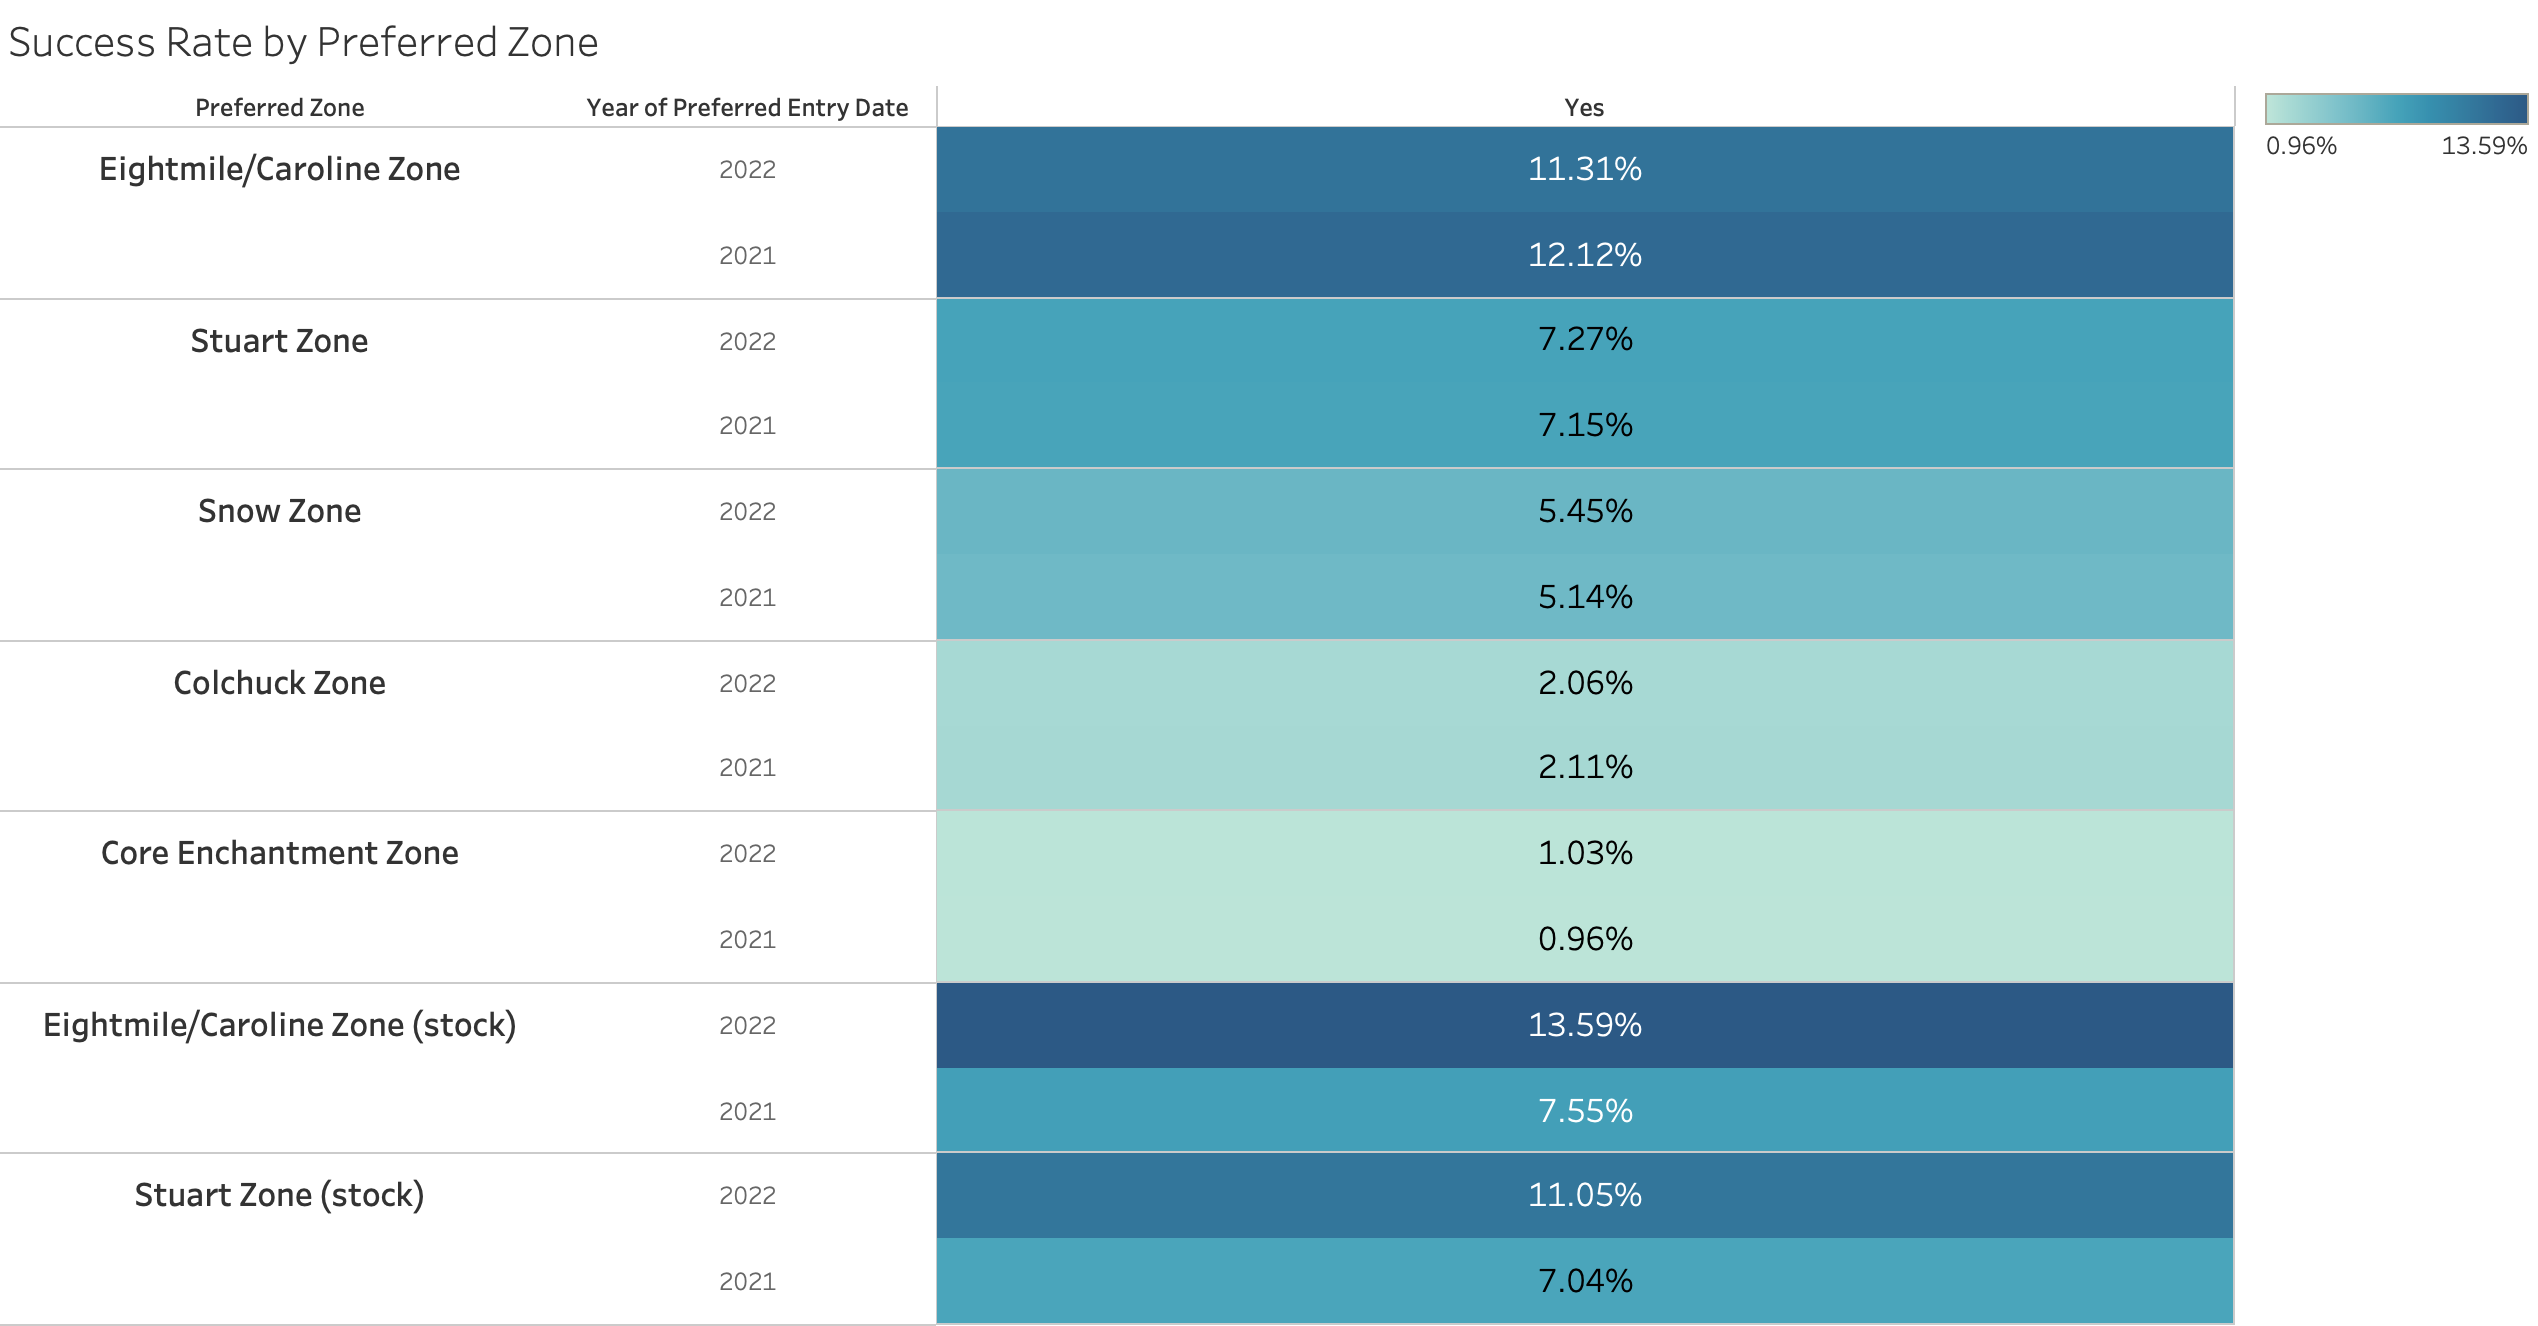 Success Rate by Preferred Zone
Preferred Zone Year of Preferred Entry Date Yes
0.96% 13.59%
Eightmile/Caroline Zone 2022 11.31%
2021 12.12%
Stuart Zone 2022 7.27%
2021 7.15%
Snow Zone 2022 5.45%
2021 5.14%
Colchuck Zone 2022 2.06%
2021 2.11%
Core Enchantment Zone 2022 1.03%
2021 0.96%
Eightmile/Caroline Zone (stock) 2022 13.59%
2021 7.55%
Stuart Zone (stock) 2022 11.05%
2021 7.04%